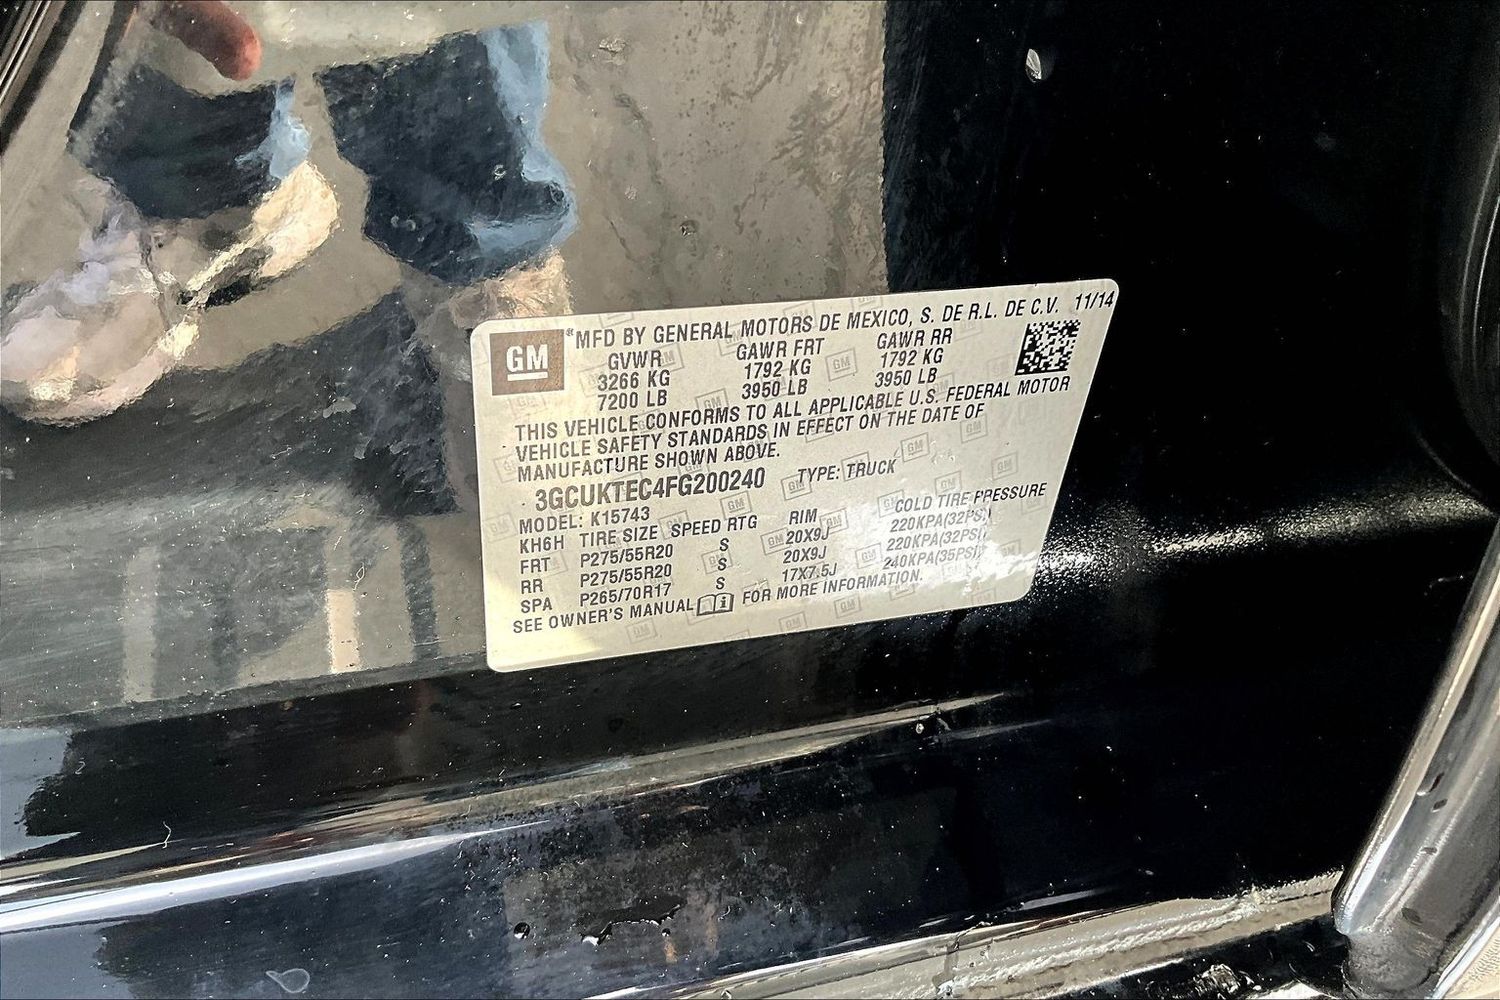 GM
MFD BY GENERAL MOTORS DE MEXICO, S. DE R.L. DE C.V. 11/14
GVWR GAWR FRT GAWR RR
3266 KG 1792 KG 1792 KG
7200 LB 3950 LB 3950 LB
THIS VEHICLE CONFORMS TO ALL APPLICABLE U.S. FEDERAL MOTOR
VEHICLE SAFETY STANDARDS IN EFFECT ON THE DATE OF
MANUFACTURE SHOWN ABOVE.
3GCUKTEC4FG200240 TYPE: TRUCK
MODEL: K15743
KH6H TIRE SIZE SPEED RTG RIM COLD TIRE PRESSURE
FRT P275/55R20 S 20X9J 220KPA(32PSI)
RR P275/55R20 S 20X9J 220KPA(32PSI)
SPA P265/70R17 S 17X7.5J 240KPA(35PSI)
SEE OWNER'S MANUAL FOR MORE INFORMATION.